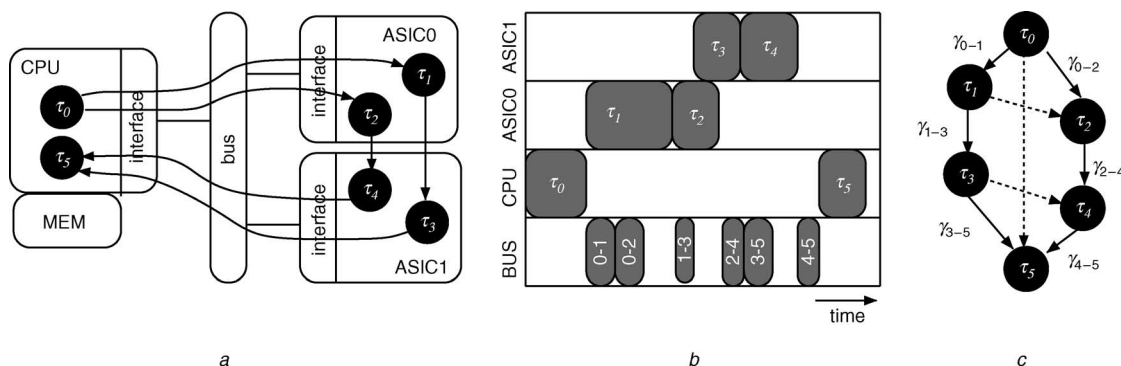 CPU
τ0
τ5
interface
MEM
bus
ASIC0
interface
τ1
τ2
interface
τ4
τ3
ASIC1
a
ASIC1
τ3
τ4
ASIC0
τ1
τ2
CPU
τ0
τ5
BUS
0-1
0-2
1-3
2-4
3-5
4-5
time
b
τ0
γ0–1
γ0–2
τ1
τ2
γ1–3
γ2–4
τ3
τ4
γ3–5
γ4–5
τ5
c